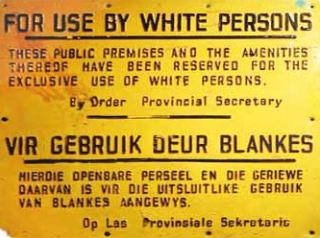 FOR USE BY WHITE PERSONS
THESE PUBLIC PREMISES AND THE AMENITIES
THEREOF HAVE BEEN RESERVED FOR THE
EXCLUSIVE USE OF WHITE PERSONS.
By Order Provincial Secretary
VIR GEBRUIK DEUR BLANKES
HIERDIE OPENBARE PERSEEL EN DIE GERIEWE
DAARVAN IS VIR DIE UITSLUITLIKE GEBRUIK
VAN BLANKES AANGEWYS.
Op Las Provinsiale Sekretaris